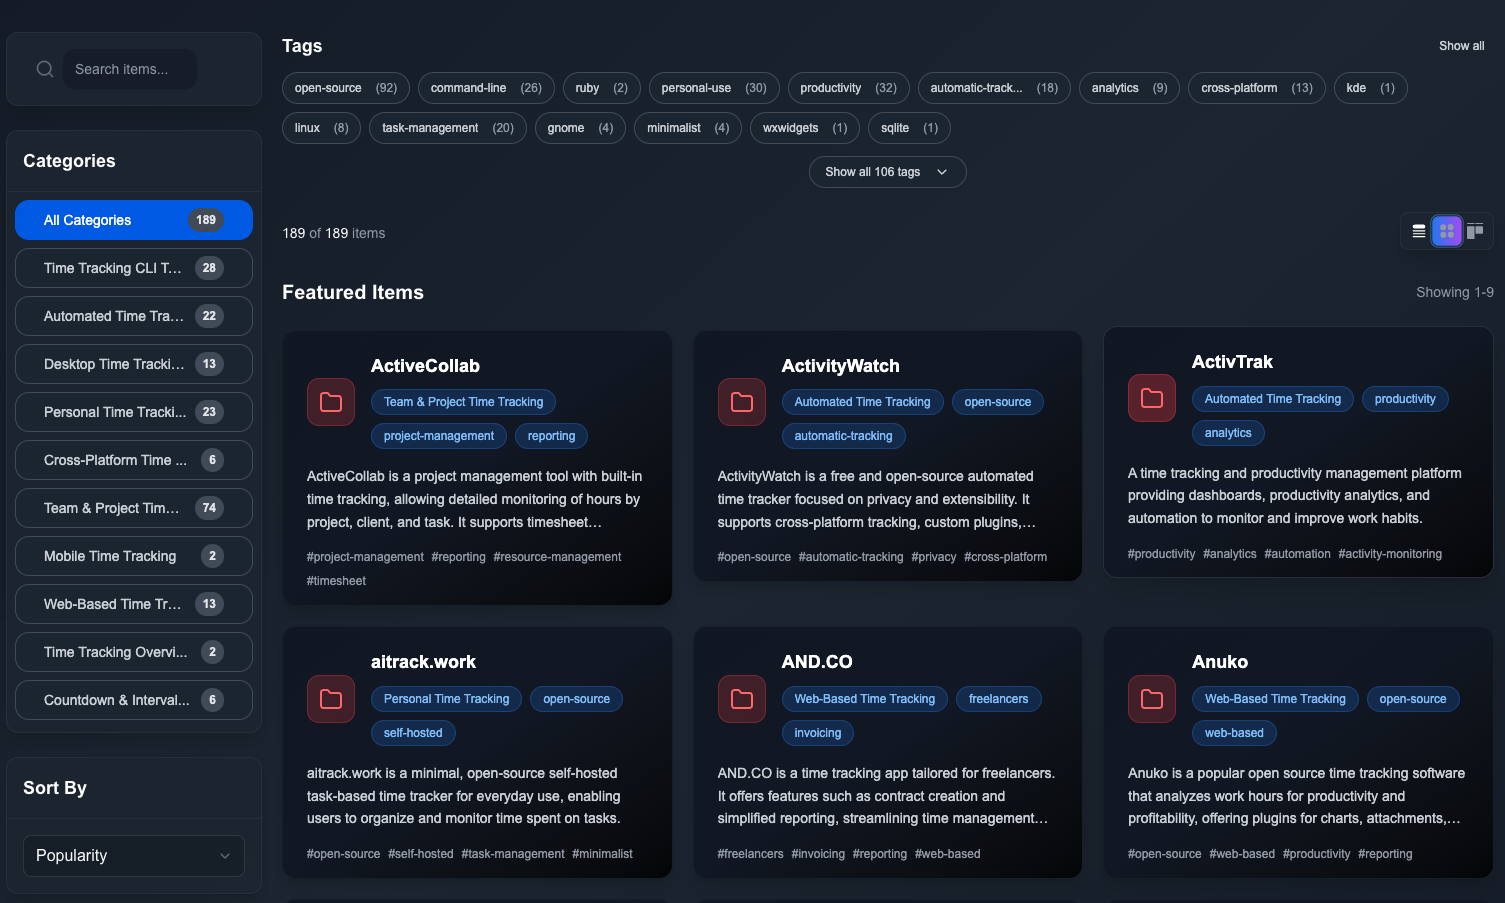 Search items...
Categories
All Categories 189
Time Tracking CLI T... 28
Automated Time Tra... 22
Desktop Time Tracki... 13
Personal Time Tracki... 23
Cross-Platform Time ... 6
Team & Project Tim... 74
Mobile Time Tracking 2
Web-Based Time Tr... 13
Time Tracking Overvi... 2
Countdown & Interval... 6
Sort By
Popularity
Tags
Show all
open-source (92) command-line (26) ruby (2) personal-use (30) productivity (32) automatic-track... (18) analytics (9) cross-platform (13) kde (1)
linux (8) task-management (20) gnome (4) minimalist (4) wxwidgets (1) sqlite (1)
Show all 106 tags
189 of 189 items
Featured Items
Showing 1-9
ActiveCollab
Team & Project Time Tracking
project-management reporting
ActiveCollab is a project management tool with built-in
time tracking, allowing detailed monitoring of hours by
project, client, and task. It supports timesheet...
#project-management #reporting #resource-management
#timesheet
ActivityWatch
Automated Time Tracking open-source
automatic-tracking
ActivityWatch is a free and open-source automated
time tracker focused on privacy and extensibility. It
supports cross-platform tracking, custom plugins,...
#open-source #automatic-tracking #privacy #cross-platform
ActivTrak
Automated Time Tracking productivity
analytics
A time tracking and productivity management platform
providing dashboards, productivity analytics, and
automation to monitor and improve work habits.
#productivity #analytics #automation #activity-monitoring
aitrack.work
Personal Time Tracking open-source
self-hosted
aitrack.work is a minimal, open-source self-hosted
task-based time tracker for everyday use, enabling
users to organize and monitor time spent on tasks.
#open-source #self-hosted #task-management #minimalist
AND.CO
Web-Based Time Tracking freelancers
invoicing
AND.CO is a time tracking app tailored for freelancers.
It offers features such as contract creation and
simplified reporting, streamlining time management...
#freelancers #invoicing #reporting #web-based
Anuko
Web-Based Time Tracking open-source
web-based
Anuko is a popular open source time tracking software
that analyzes work hours for productivity and
profitability, offering plugins for charts, attachments,...
#open-source #web-based #productivity #reporting